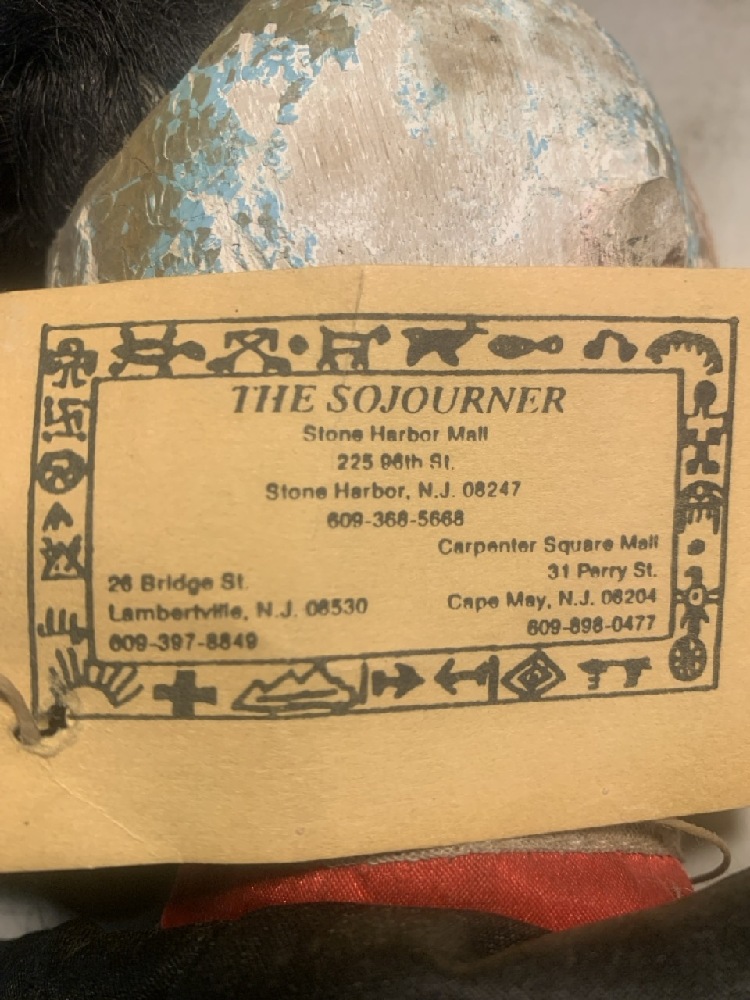 THE SOJOURNER
Stone Harbor Mall
225 96th St.
Stone Harbor, N.J. 08247
609-368-5668
Carpenter Square Mall
31 Perry St.
Cape May, N.J. 08204
609-898-0477
26 Bridge St.
Lambertville, N.J. 08530
609-397-8849